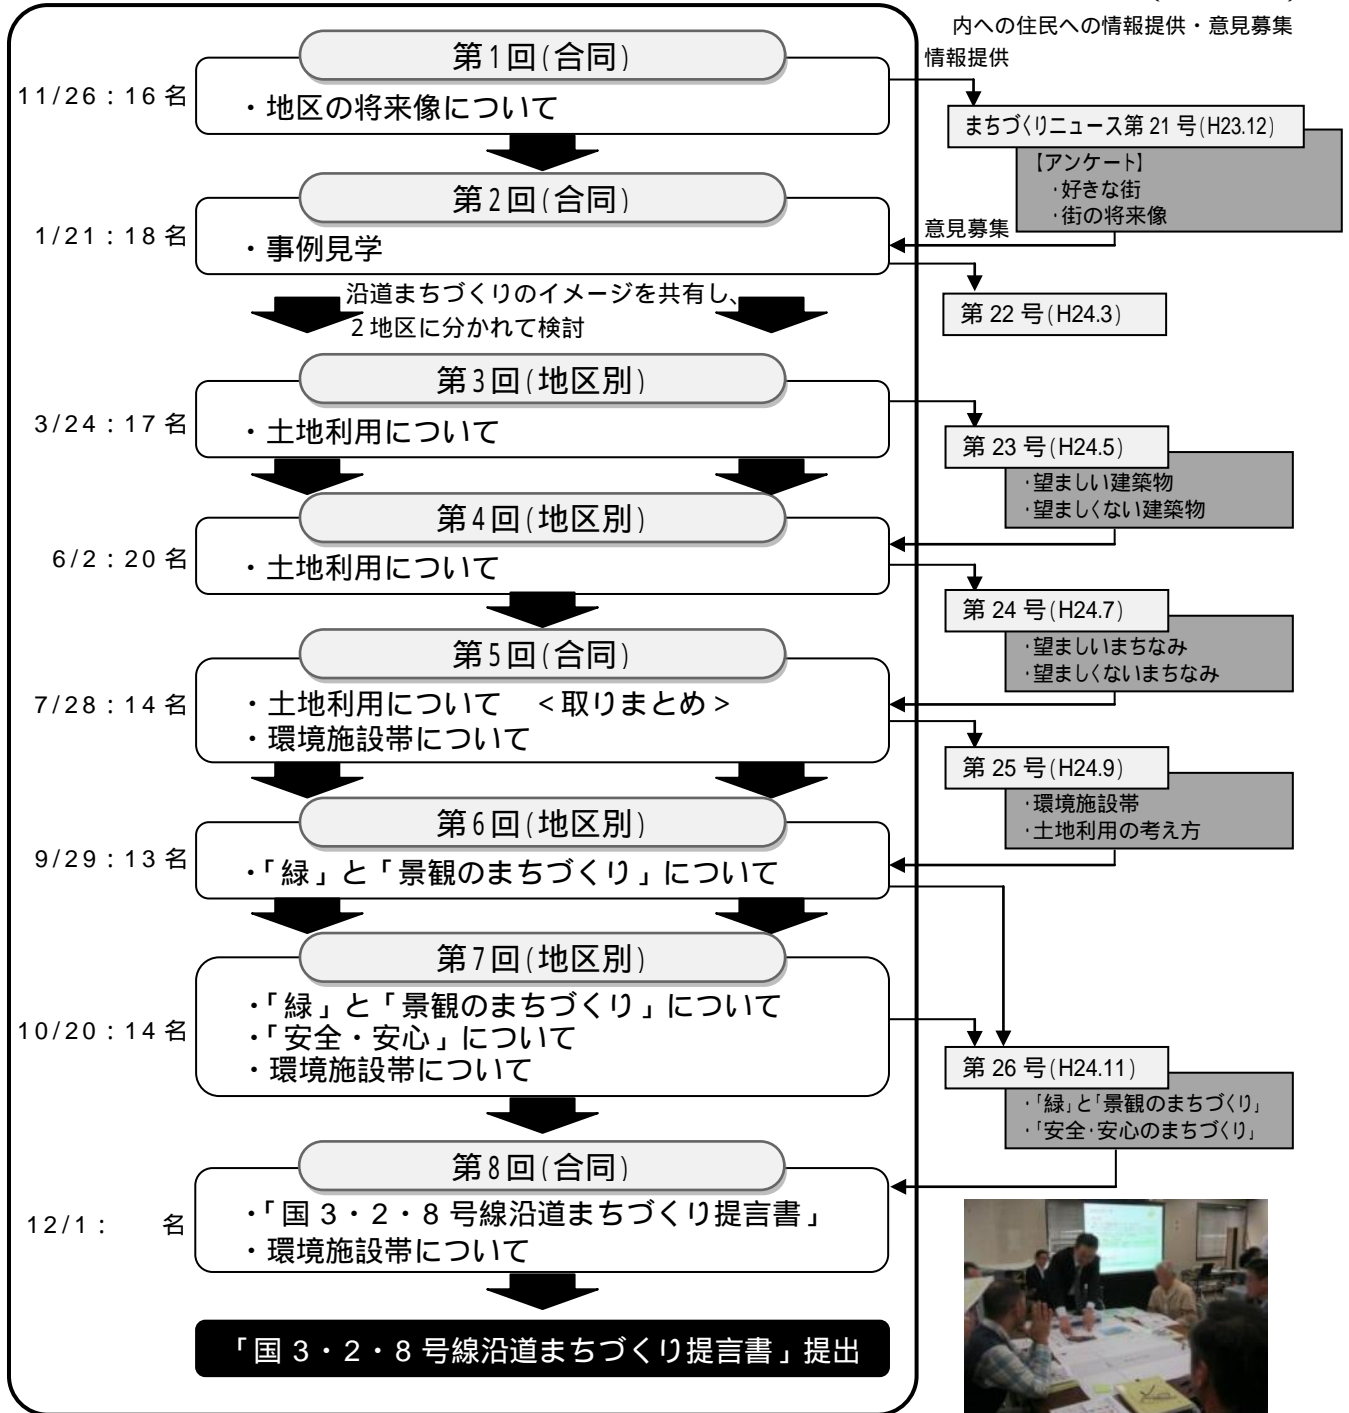 内への住民への情報提供・意見募集
情報提供
第1回(合同)
11/26:16名
・地区の将来像について
まちづくりニュース第21号(H23.12)
【アンケート】
・好きな街
・街の将来像
第2回(合同)
1/21:18名
・事例見学
意見募集
第22号(H24.3)
沿道まちづくりのイメージを共有し、
2地区に分かれて検討
第3回(地区別)
3/24:17名
・土地利用について
第23号(H24.5)
・望ましい建築物
・望ましくない建築物
第4回(地区別)
6/2:20名
・土地利用について
第24号(H24.7)
・望ましいまちなみ
・望ましくないまちなみ
第5回(合同)
7/28:14名
・土地利用について <取りまとめ>
・環境施設帯について
第25号(H24.9)
・環境施設帯
・土地利用の考え方
第6回(地区別)
9/29:13名
・「緑」と「景観のまちづくり」について
第7回(地区別)
10/20:14名
・「緑」と「景観のまちづくり」について
・「安全・安心」について
・環境施設帯について
第26号(H24.11)
・「緑」と「景観のまちづくり」
・「安全・安心のまちづくり」
第8回(合同)
12/1: 名
・「国3・2・8号線沿道まちづくり提言書」
・環境施設帯について
「国3・2・8号線沿道まちづくり提言書」提出